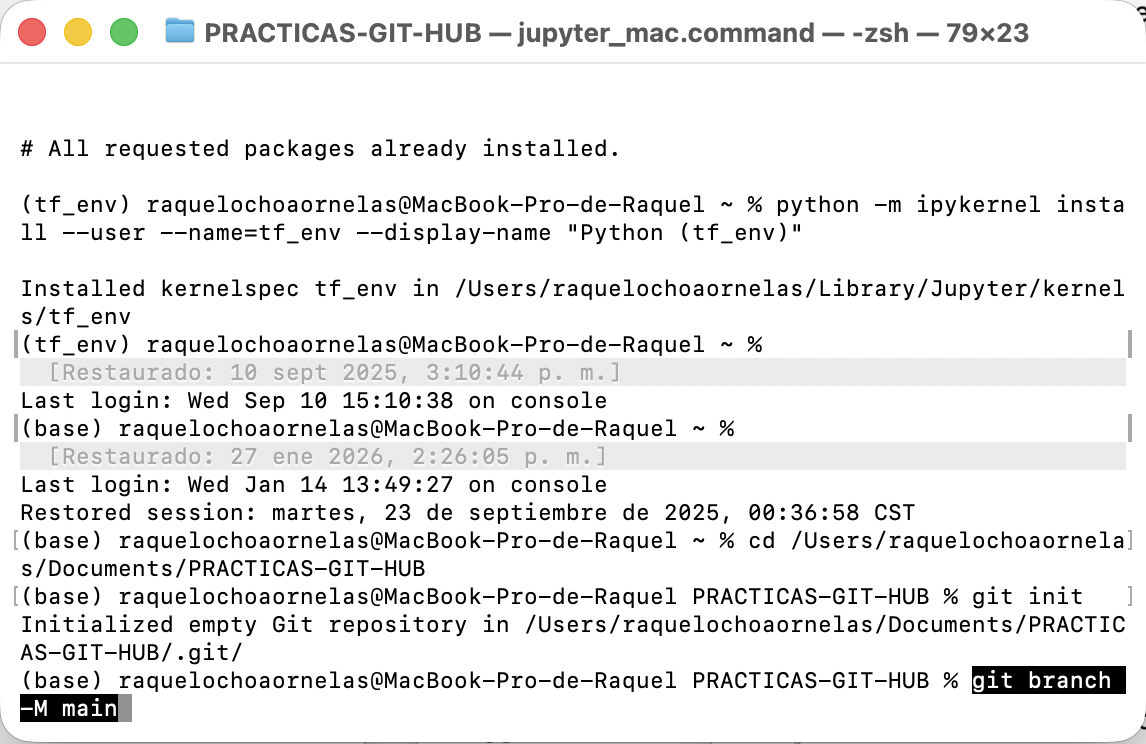 PRACTICAS-GIT-HUB — jupyter_mac.command — -zsh — 79×23
# All requested packages already installed.
(tf_env) raquelochoaornelas@MacBook-Pro-de-Raquel ~ % python -m ipykernel insta
ll --user --name=tf_env --display-name "Python (tf_env)"
Installed kernelspec tf_env in /Users/raquelochoaornelas/Library/Jupyter/kernel
s/tf_env
(tf_env) raquelochoaornelas@MacBook-Pro-de-Raquel ~ %
[Restaurado: 10 sept 2025, 3:10:44 p. m.]
Last login: Wed Sep 10 15:10:38 on console
(base) raquelochoaornelas@MacBook-Pro-de-Raquel ~ %
[Restaurado: 27 ene 2026, 2:26:05 p. m.]
Last login: Wed Jan 14 13:49:27 on console
Restored session: martes, 23 de septiembre de 2025, 00:36:58 CST
[(base) raquelochoaornelas@MacBook-Pro-de-Raquel ~ % cd /Users/raquelochoaornela]
s/Documents/PRACTICAS-GIT-HUB
[(base) raquelochoaornelas@MacBook-Pro-de-Raquel PRACTICAS-GIT-HUB % git init ]
Initialized empty Git repository in /Users/raquelochoaornelas/Documents/PRACTIC
AS-GIT-HUB/.git/
(base) raquelochoaornelas@MacBook-Pro-de-Raquel PRACTICAS-GIT-HUB % git branch
-M main